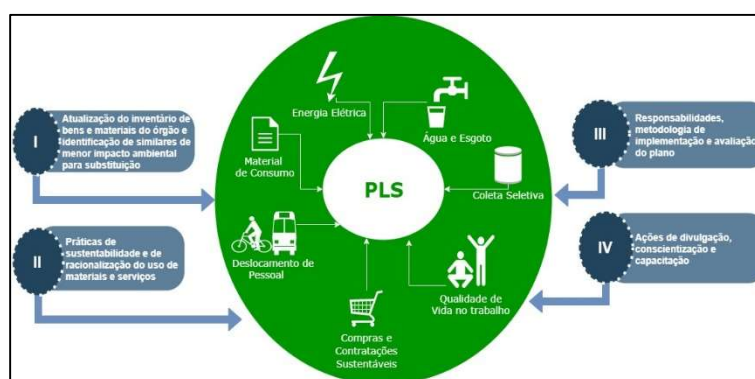 I
Atualização do inventário de
bens e materiais do órgão e
identificação de similares de
menor impacto ambiental
para substituição
II
Práticas de
sustentabilidade e de
racionalização do uso de
materiais e serviços
Energia Elétrica
Água e Esgoto
Material
de Consumo
PLS
Coleta Seletiva
Deslocamento de
Pessoal
Qualidade de
Vida no trabalho
Compras e
Contratações
Sustentáveis
III
Responsabilidades,
metodologia de
implementação e avaliação
do plano
IV
Ações de divulgação,
conscientização e
capacitação